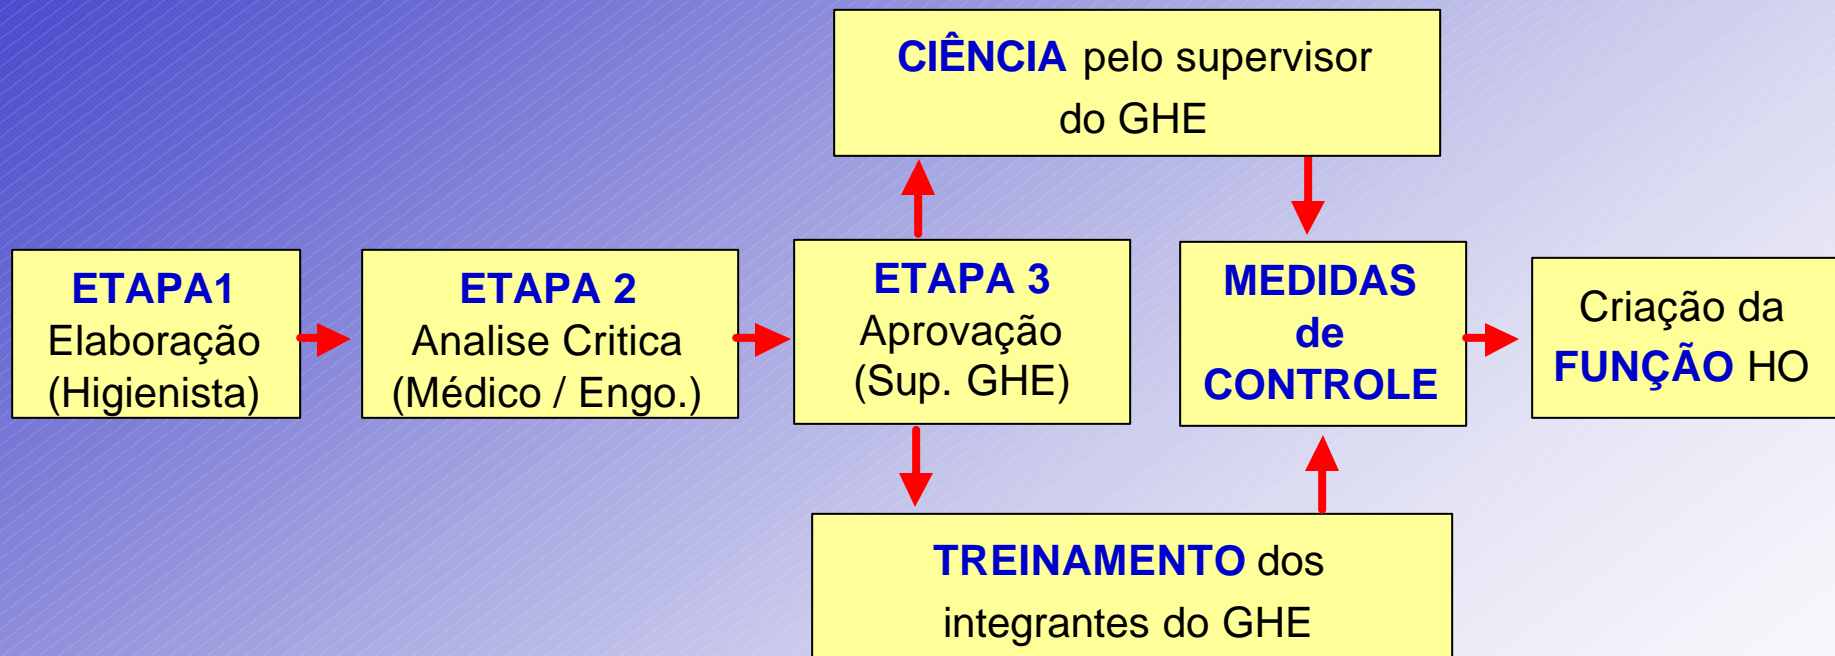 CIÊNCIA pelo supervisor
do GHE
ETAPA1
Elaboração
(Higienista)
ETAPA 2
Analise Critica
(Médico / Engo.)
ETAPA 3
Aprovação
(Sup. GHE)
MEDIDAS
de
CONTROLE
Criação da
FUNÇÃO HO
TREINAMENTO dos
integrantes do GHE